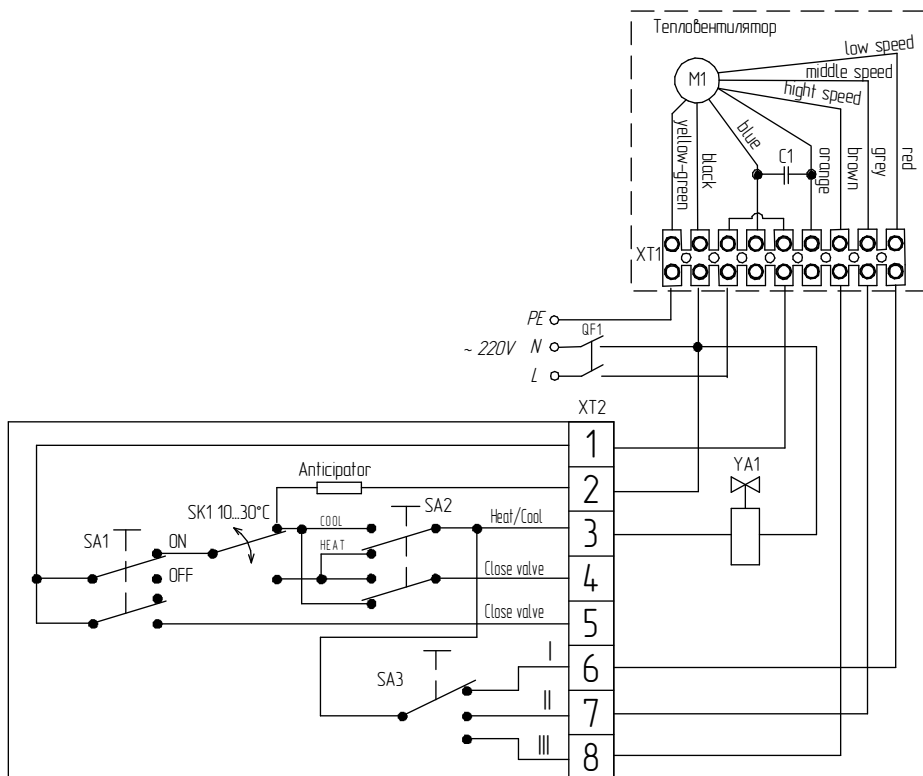 Тепловентилятор
low speed
middle speed
hight speed
M1
yellow-green
black
blue
C1
orange
brown
grey
red
XT1
PE
QF1
~ 220V N
L
XT2
1
Anticipator
2
YA1
SK1 10...30°C
COOL
SA2
Heat/Cool
3
SA1
ON
HEAT
OFF
Close valve
4
Close valve
5
SA3
I
6
II
7
III
8